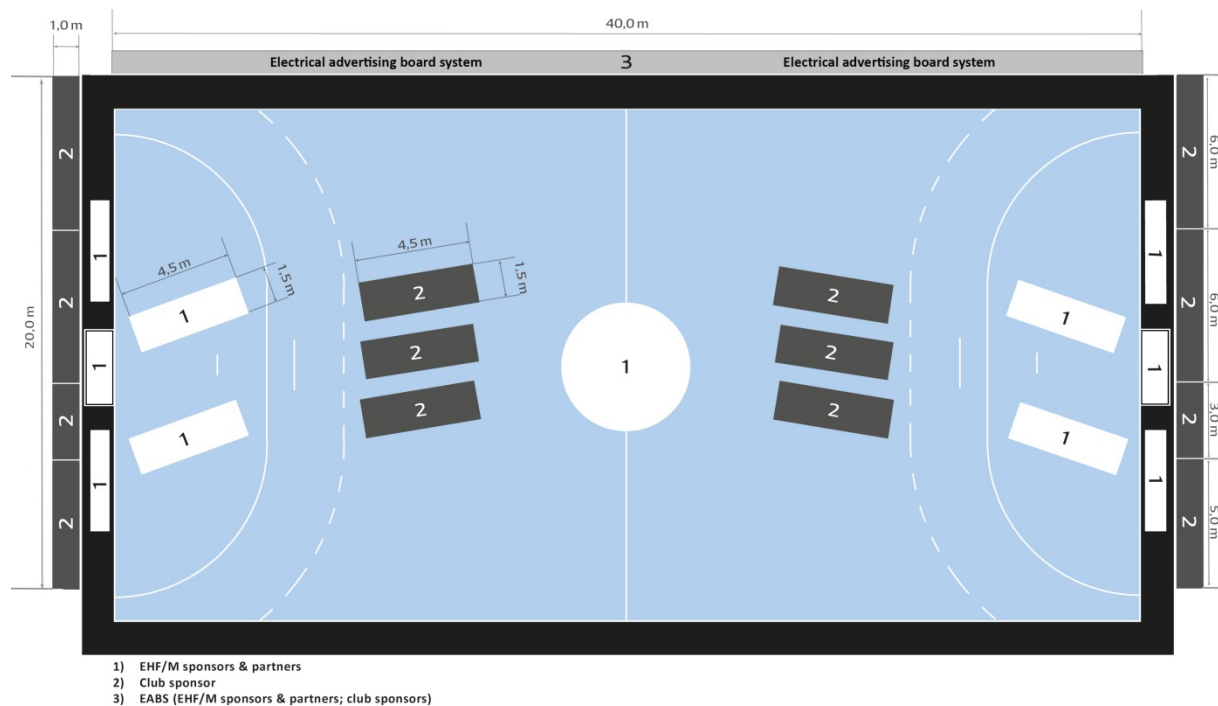 1,0 m
40,0 m
Electrical advertising board system 3 Electrical advertising board system
2
2
2
2
20,0 m
1
1
1
4,5 m
1,5 m
1
1
4,5 m
1,5 m
2
2
2
1
2
2
2
1
1
1
1
1
2
2
2
2
6,0 m
6,0 m
3,0 m
5,0 m
1) EHF/M sponsors & partners
2) Club sponsor
3) EABS (EHF/M sponsors & partners; club sponsors)